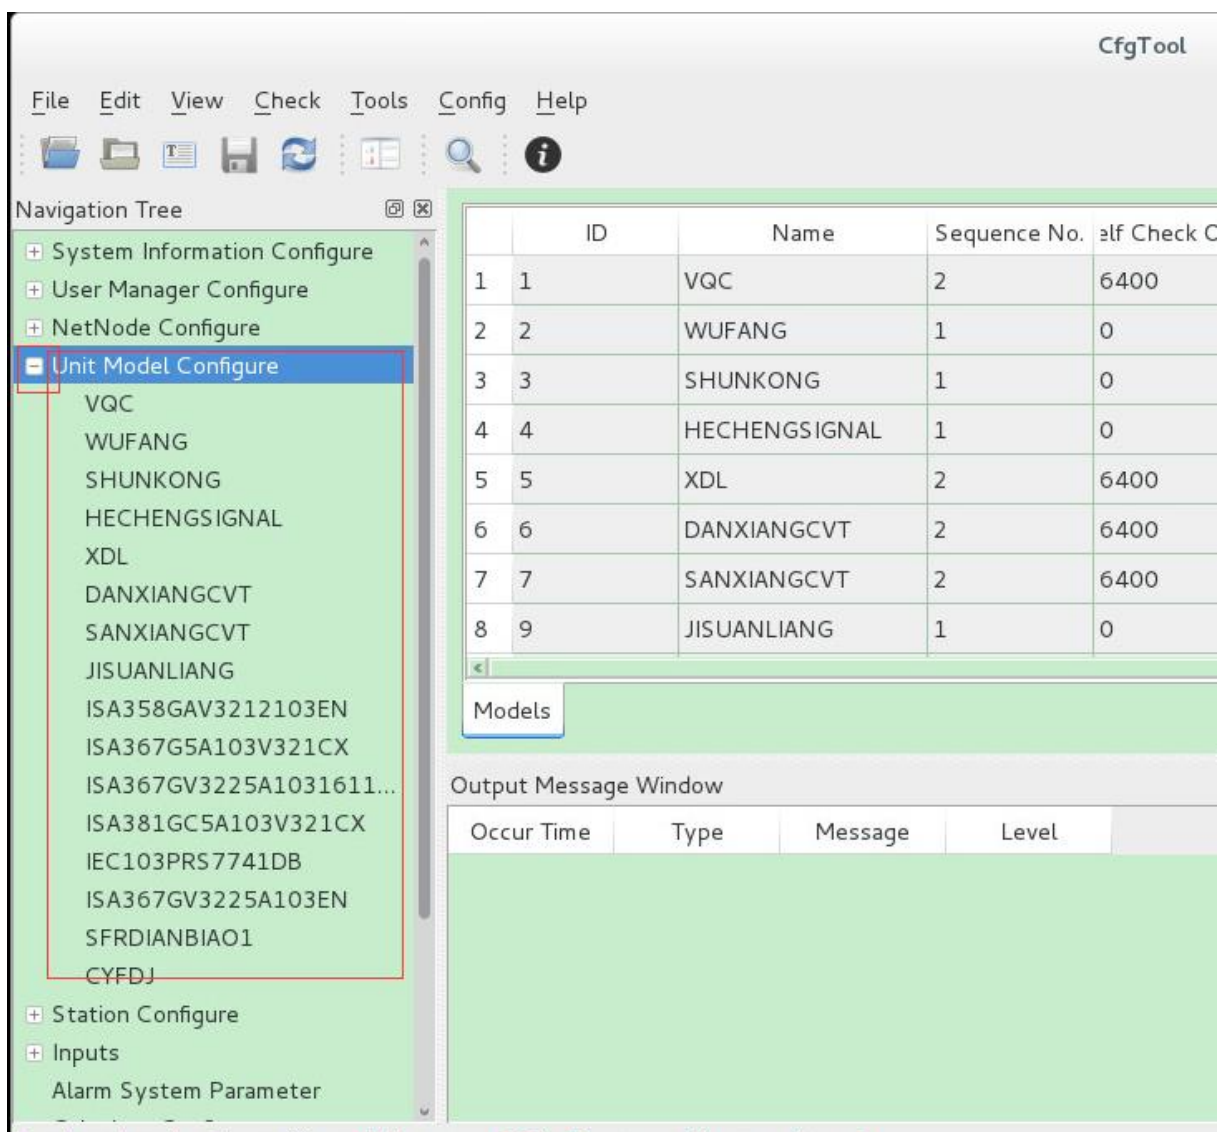 CfgTool
File Edit View Check Tools Config Help
Navigation Tree
System Information Configure
User Manager Configure
NetNode Configure
Unit Model Configure
VQC
WUFANG
SHUNKONG
HECHENGSIGNAL
XDL
DANXIANGCVT
SANXIANGCVT
JISUANLIANG
ISA358GAV3212103EN
ISA367G5A103V321CX
ISA367GV3225A1031611...
ISA381GC5A103V321CX
IEC103PRS7741DB
ISA367GV3225A103EN
SFRDIANBIAO1
CYFDJ
Station Configure
Inputs
Alarm System Parameter
ID Name Sequence No. elf Check C
1 1 VQC 2 6400
2 2 WUFANG 1 0
3 3 SHUNKONG 1 0
4 4 HECHENGSIGNAL 1 0
5 5 XDL 2 6400
6 6 DANXIANGCVT 2 6400
7 7 SANXIANGCVT 2 6400
8 9 JISUANLIANG 1 0
Models
Output Message Window
Occur Time Type Message Level